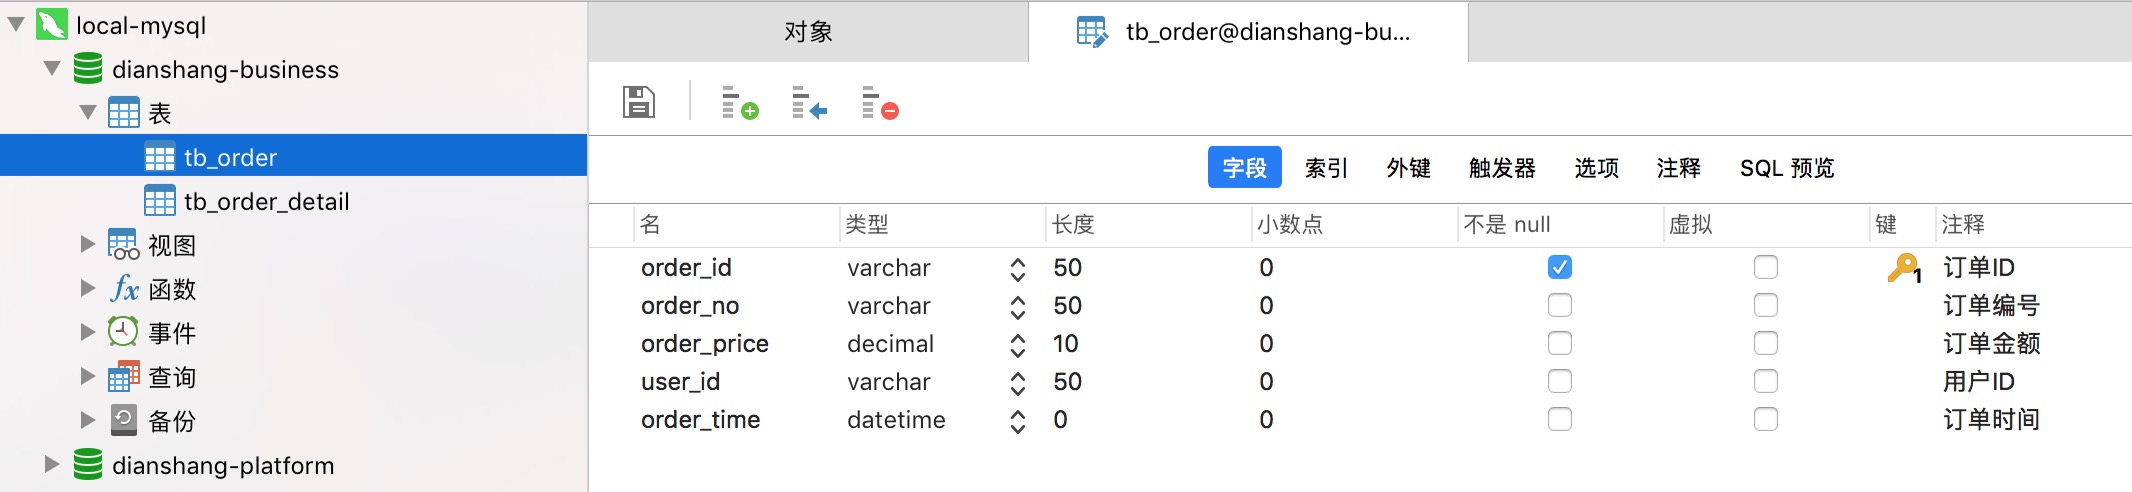 local-mysql
dianshang-business
表
tb_order
tb_order_detail
视图
fx 函数
事件
查询
备份
dianshang-platform
对象 tb_order@dianshang-bu...
字段 索引 外键 触发器 选项 注释 SQL 预览
名 类型 长度 小数点 不是 null 虚拟 键 注释
order_id varchar 50 0 1 订单ID
order_no varchar 50 0 订单编号
order_price decimal 10 0 订单金额
user_id varchar 50 0 用户ID
order_time datetime 0 0 订单时间